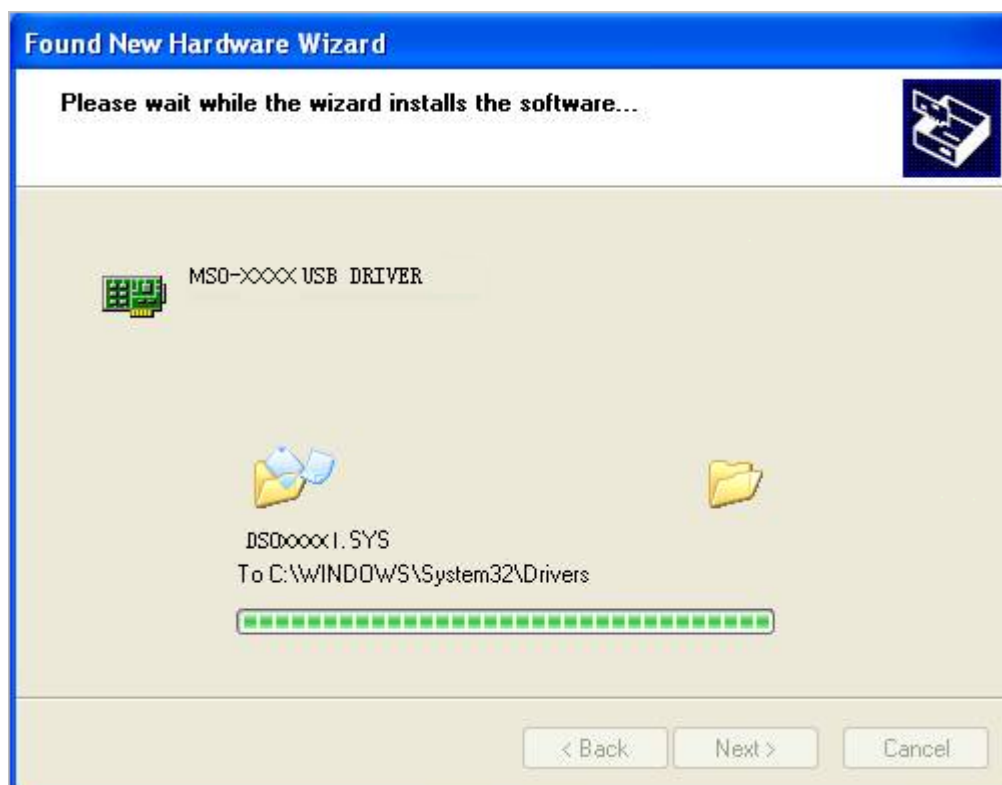 Found New Hardware Wizard
Please wait while the wizard installs the software...
MSO-XXXX USB DRIVER
DSOxxxx1.SYS
To C:\WINDOWS\System32\Drivers
< Back
Next >
Cancel